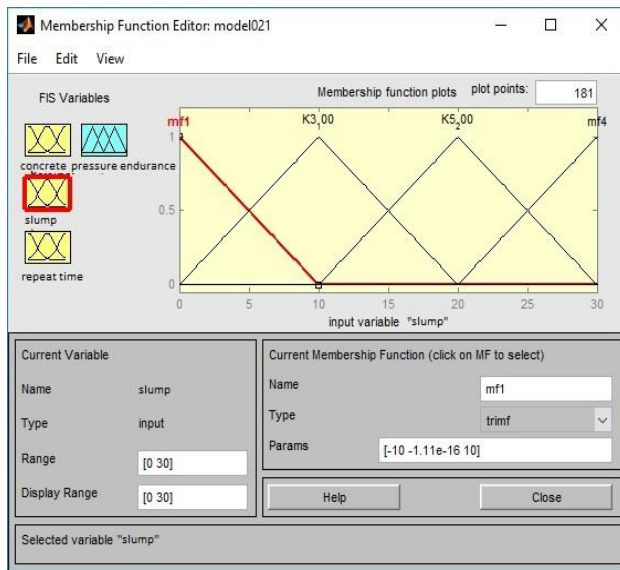 Membership Function Editor: model021
File Edit View
FIS Variables
Membership function plots plot points: 181
mf1 K3,00 K5,00 mf4
concrete pressure endurance
slump
repeat time
1
0.5
0
0 5 10 15 20 25 30
input variable "slump"
Current Variable
Name slump
Type input
Range [0 30]
Display Range [0 30]
Current Membership Function (click on MF to select)
Name mf1
Type trimf
Params [-10 -1.11e-16 10]
Help Close
Selected variable "slump"